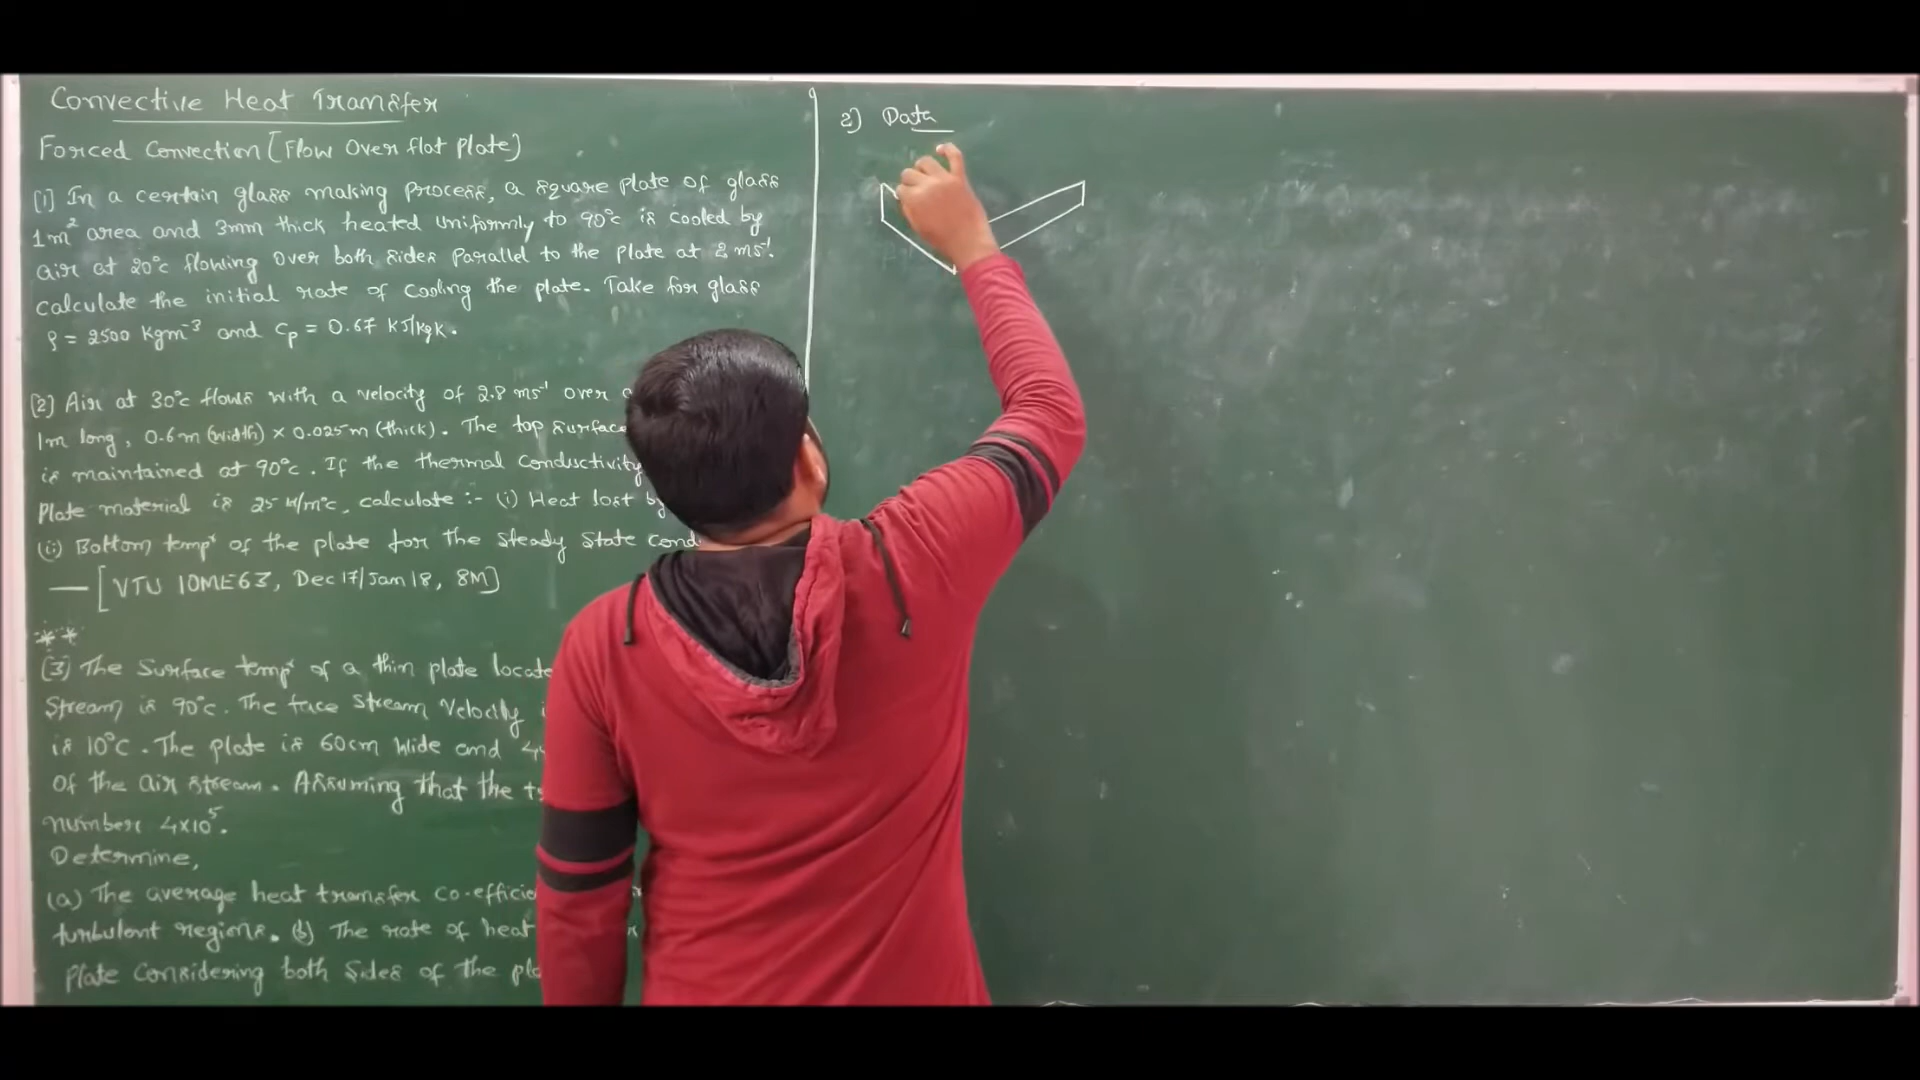 Convective Heat Transfer
Forced Convection [Flow Over flat plate]
[1] In a certain glass making process, a square plate of glass
1m² area and 3mm thick heated uniformly to 90°c is cooled by
air at 20°c flowing over both sides parallel to the plate at 2 ms⁻¹.
Calculate the initial rate of cooling the plate. Take for glass
ρ = 2500 Kgm⁻³ and Cp = 0.67 KJ/KgK.
[2] Air at 30°c flows with a velocity of 2.8 ms⁻¹ over
1m long, 0.6m (width) × 0.025m (thick). The top surface
is maintained at 90°c. If the thermal conductivity
plate material is 25 W/m°c, calculate :- (i) Heat lost
(ii) Bottom tempʳ of the plate for the steady state
— [VTU 10ME63, Dec 17/Jan 18, 8M]
**
[3] The Surface tempʳ of a thin plate
Stream is 90°c. The free Stream Velocity
is 10°C. The plate is 60cm wide and
of the air stream. Assuming that the
number 4×10⁵.
Determine,
(a) The average heat transfer
turbulent regions. (b) The rate of heat
plate Considering both Sides of the
2) Data